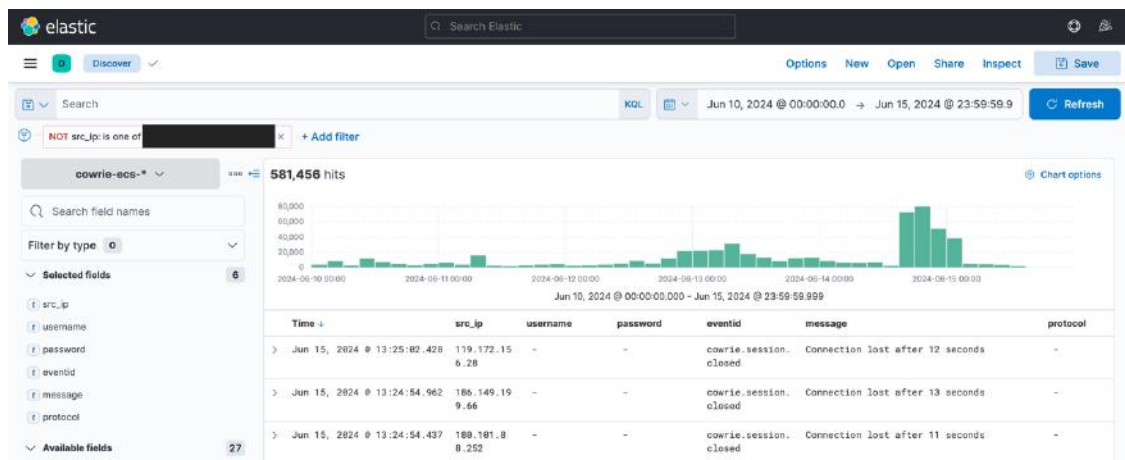 elastic
Search Elastic
D Discover
Options New Open Share Inspect Save
Search
KQL
Jun 10, 2024 @ 00:00:00.0 → Jun 15, 2024 @ 23:59:59.9
Refresh
NOT src_ip: is one of × + Add filter
cowrie-ecs-*
581,456 hits
Chart options
Search field names
Filter by type 0
Selected fields 6
src_ip
username
password
eventid
message
protocol
Available fields 27
80,000
60,000
40,000
20,000
0
2024-06-10 00:00 2024-06-11 00:00 2024-06-12 00:00 2024-06-13 00:00 2024-06-14 00:00 2024-06-15 00:00
Jun 10, 2024 @ 00:00:00.000 - Jun 15, 2024 @ 23:59:59.999
Time ↓ src_ip username password eventid message protocol
> Jun 15, 2024 @ 13:25:02.428 119.172.15 - - cowrie.session. Connection lost after 12 seconds -
6.28 closed
> Jun 15, 2024 @ 13:24:54.962 186.149.19 - - cowrie.session. Connection lost after 13 seconds -
9.66 closed
> Jun 15, 2024 @ 13:24:54.437 180.101.8 - - cowrie.session. Connection lost after 11 seconds -
8.252 closed